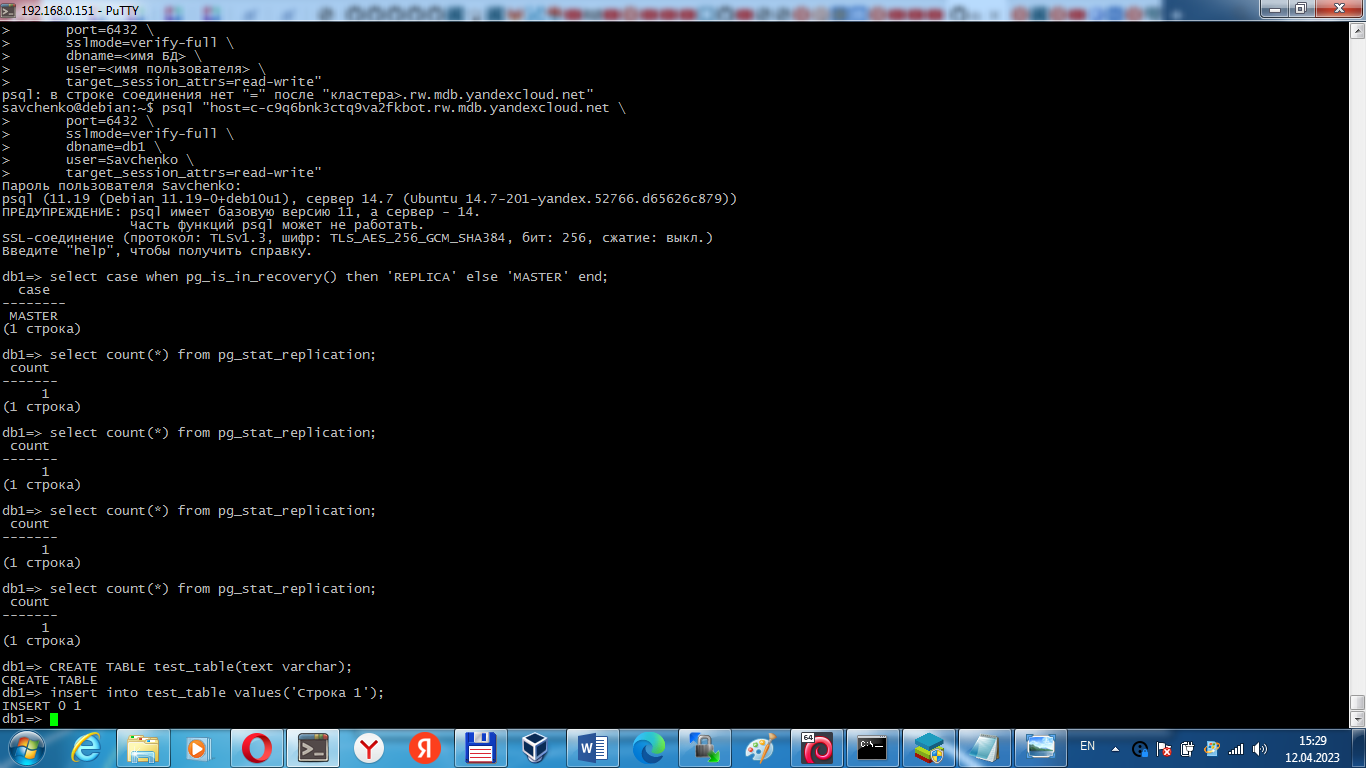 192.168.0.151 - PuTTY
>       port=6432 \
>       sslmode=verify-full \
>       dbname=<имя БД> \
>       user=<имя пользователя> \
>       target_session_attrs=read-write"
psql: в строке соединения нет "=" после "кластера>.rw.mdb.yandexcloud.net"
savchenko@debian:~$ psql "host=c-c9q6bnk3ctq9va2fkbot.rw.mdb.yandexcloud.net \
>       port=6432 \
>       sslmode=verify-full \
>       dbname=db1 \
>       user=Savchenko \
>       target_session_attrs=read-write"
Пароль пользователя Savchenko:
psql (11.19 (Debian 11.19-0+deb10u1), сервер 14.7 (Ubuntu 14.7-201-yandex.52766.d65626c879))
ПРЕДУПРЕЖДЕНИЕ: psql имеет базовую версию 11, а сервер - 14.
                Часть функций psql может не работать.
SSL-соединение (протокол: TLSv1.3, шифр: TLS_AES_256_GCM_SHA384, бит: 256, сжатие: выкл.)
Введите "help", чтобы получить справку.
db1=> select case when pg_is_in_recovery() then 'REPLICA' else 'MASTER' end;
  case
--------
 MASTER
(1 строка)
db1=> select count(*) from pg_stat_replication;
 count
-------
     1
(1 строка)
db1=> select count(*) from pg_stat_replication;
 count
-------
     1
(1 строка)
db1=> select count(*) from pg_stat_replication;
 count
-------
     1
(1 строка)
db1=> select count(*) from pg_stat_replication;
 count
-------
     1
(1 строка)
db1=> CREATE TABLE test_table(text varchar);
CREATE TABLE
db1=> insert into test_table values('Строка 1');
INSERT 0 1
db1=>
EN
15:29
12.04.2023
64
C:\.